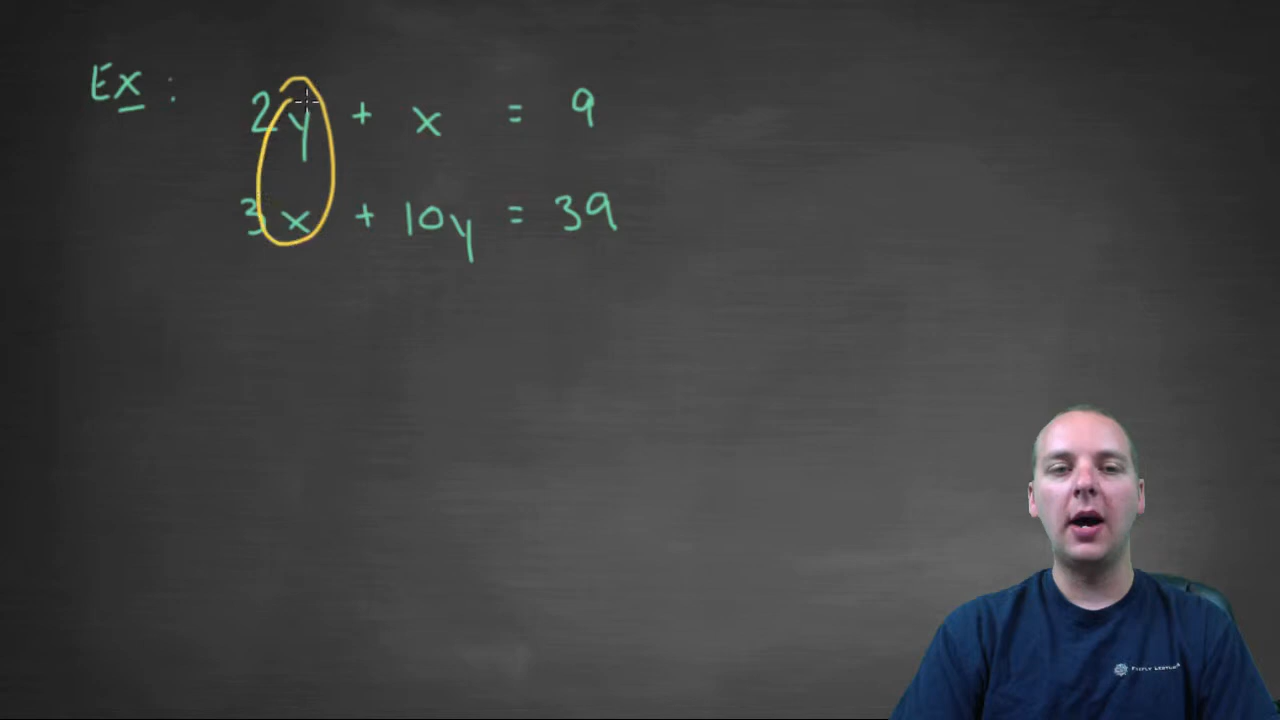 Ex:
2y + x = 9
3x + 10y = 39